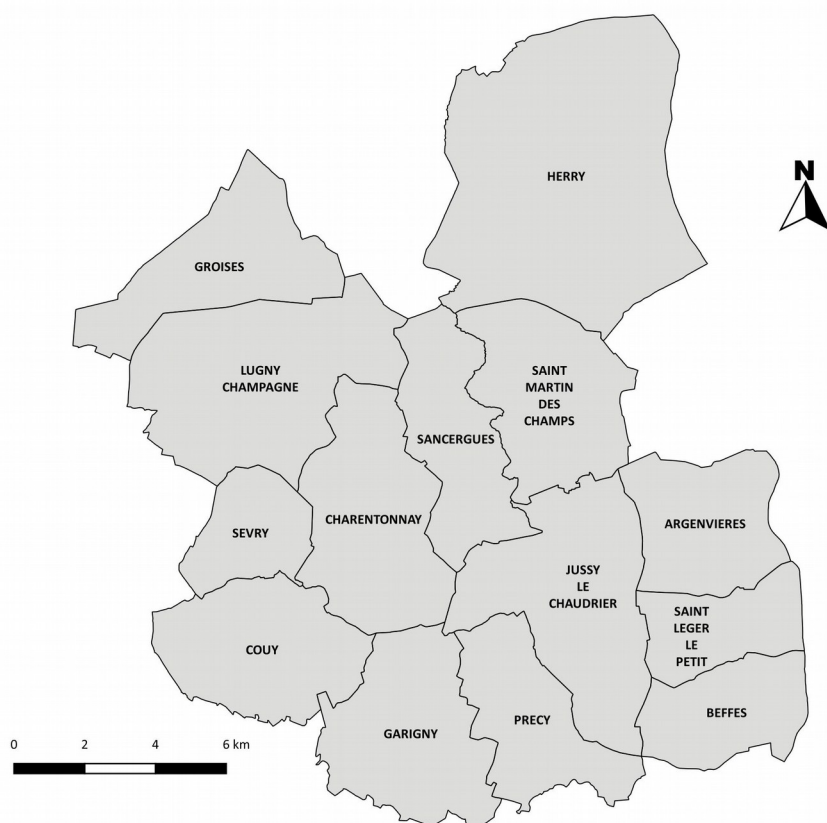 N
HERRY
GROISES
LUGNY
CHAMPAGNE
SAINT
MARTIN
DES
CHAMPS
SANCERGUES
CHARENTONNAY
SEVRY
ARGENVIERES
JUSSY
LE
CHAUDRIER
SAINT
LEGER
LE
PETIT
COUY
BEFFES
PRECY
GARIGNY
0 2 4 6 km